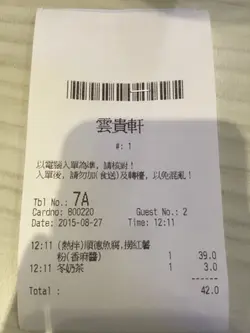 雲貴軒
#: 1
以電腦入單為準，請核謝！
入單後，請勿加(食送)及轉檯，以免混亂！
Tbl No.: 7A
Cardno: 800220 Guest No.: 2
Date: 2015-08-27 Time: 12:11
12:11 (熱拌)順德魚腐,撈紅薯
粉(香麻醬) 1 39.0
12:11 冬奶茶 1 3.0
Total : 42.0